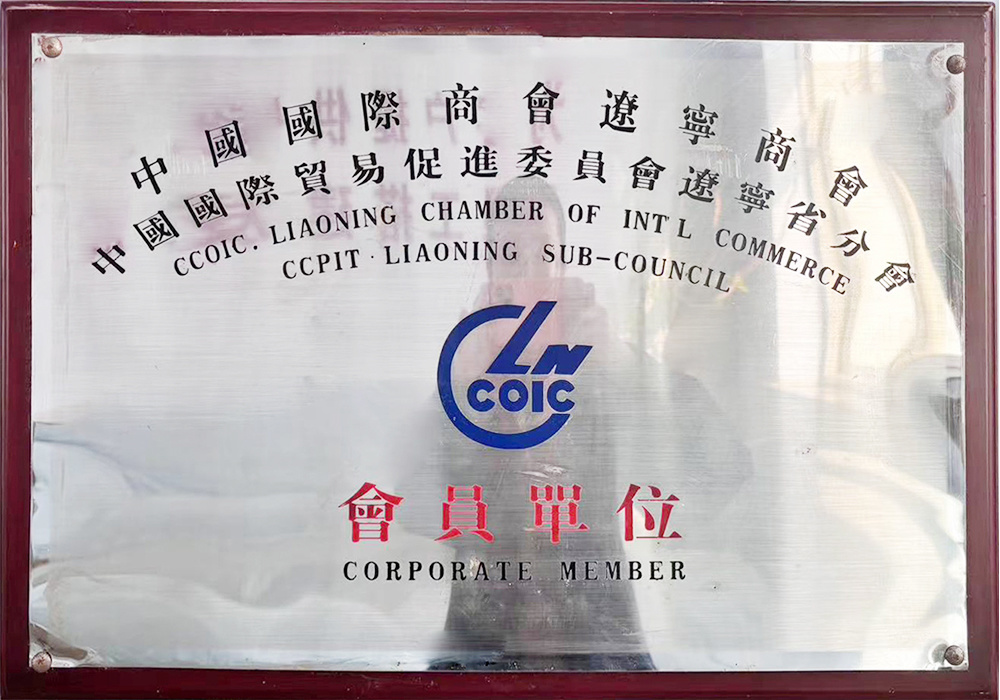 中國國際商會遼寧商會
中國國際貿易促進委員會遼寧省分會
CCOIC. LIAONING CHAMBER OF INT'L COMMERCE
CCPIT · LIAONING SUB-COUNCIL
LN
COIC
會員單位
CORPORATE MEMBER